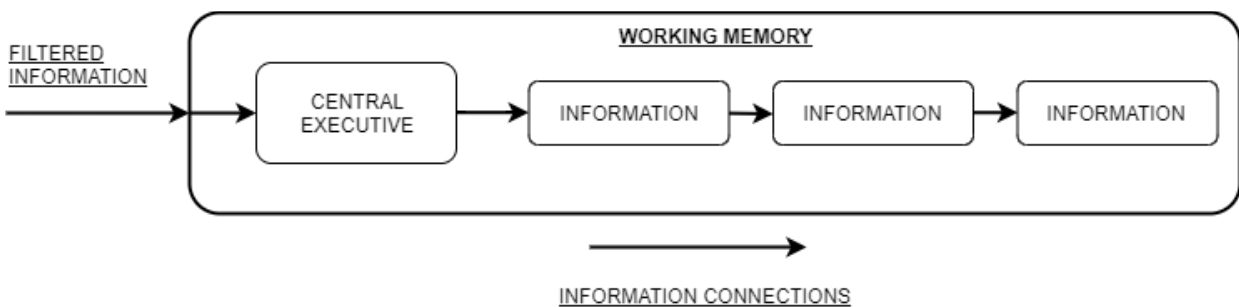 WORKING MEMORY
FILTERED
INFORMATION
CENTRAL
EXECUTIVE
INFORMATION
INFORMATION
INFORMATION
INFORMATION CONNECTIONS